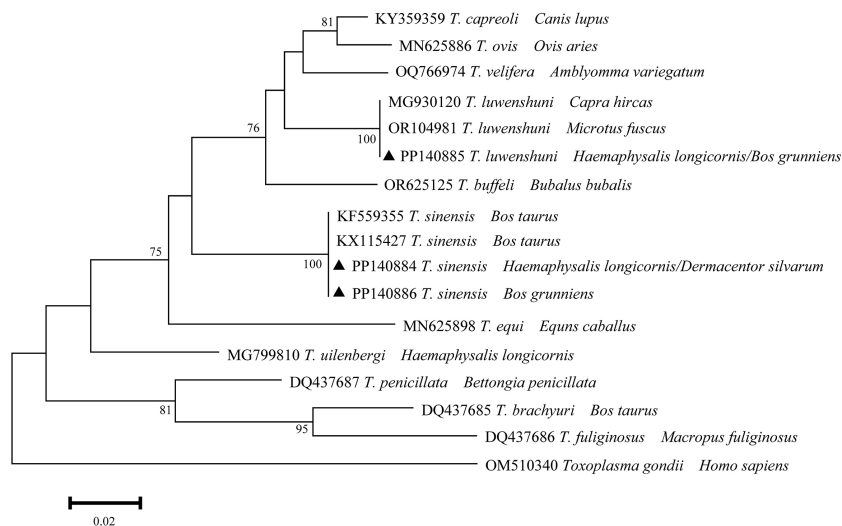 81
KY359359 T. capreoli Canis lupus
MN625886 T. ovis Ovis aries
OQ766974 T. velifera Amblyomma variegatum
MG930120 T. luwenshuni Capra hircas
76
OR104981 T. luwenshuni Microtus fuscus
100
PP140885 T. luwenshuni Haemaphysalis longicornis/Bos grunniens
OR625125 T. buffeli Bubalus bubalis
KF559355 T. sinensis Bos taurus
KX115427 T. sinensis Bos taurus
75
100
PP140884 T. sinensis Haemaphysalis longicornis/Dermacentor silvarum
PP140886 T. sinensis Bos grunniens
MN625898 T. equi Equns caballus
MG799810 T. uilenbergi Haemaphysalis longicornis
DQ437687 T. penicillata Bettongia penicillata
81
DQ437685 T. brachyuri Bos taurus
95
DQ437686 T. fuliginosus Macropus fuliginosus
OM510340 Toxoplasma gondii Homo sapiens
0.02